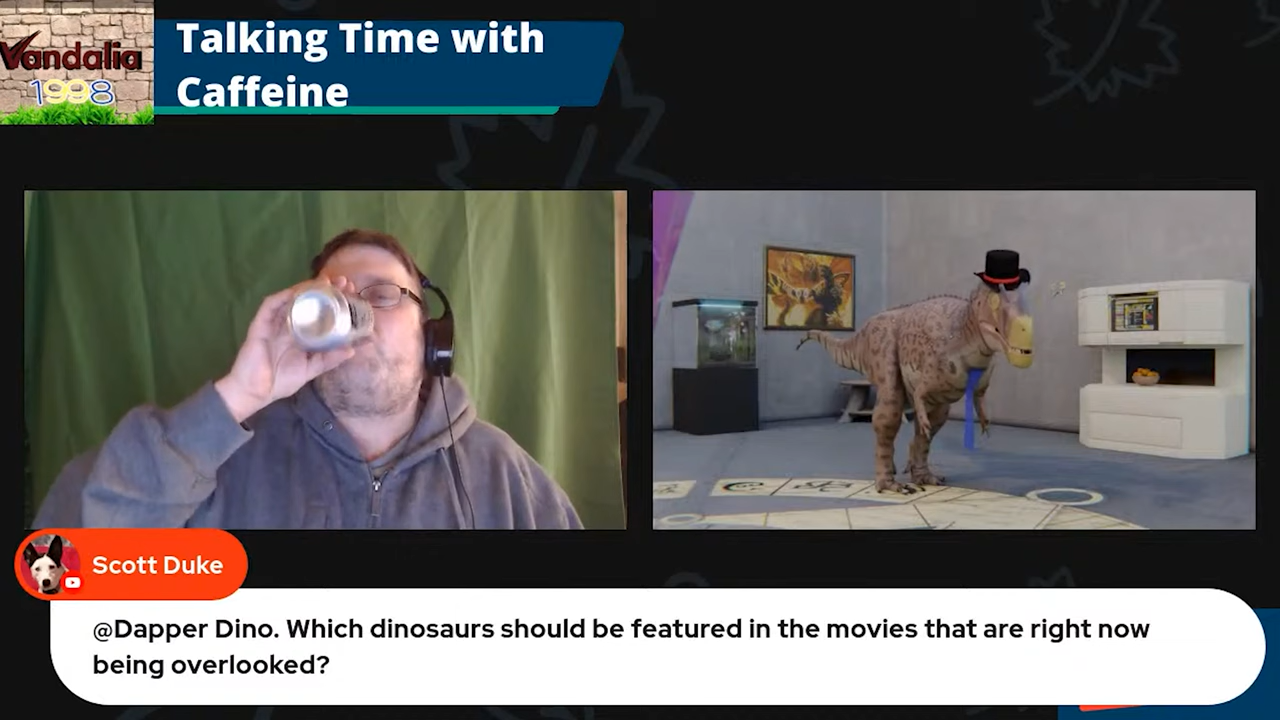 Vandalia
1998
Talking Time with
Caffeine
Scott Duke
@Dapper Dino. Which dinosaurs should be featured in the movies that are right now
being overlooked?